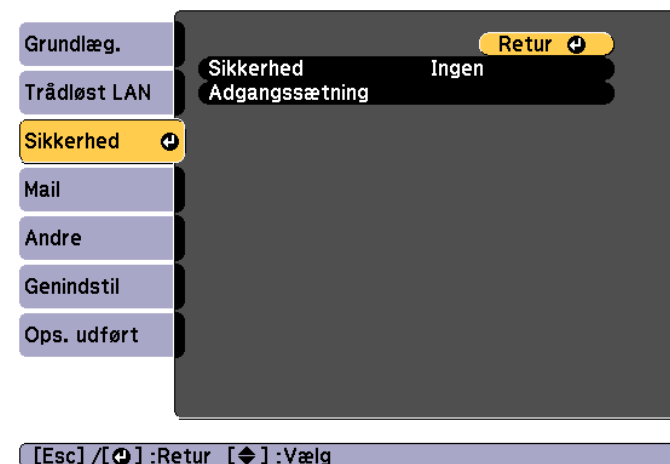 Grundlæg.
Trådløst LAN
Sikkerhed
Mail
Andre
Genindstil
Ops. udført
Retur
Sikkerhed Ingen
Adgangssætning
[Esc] /[ ] :Retur [ ] :Vælg